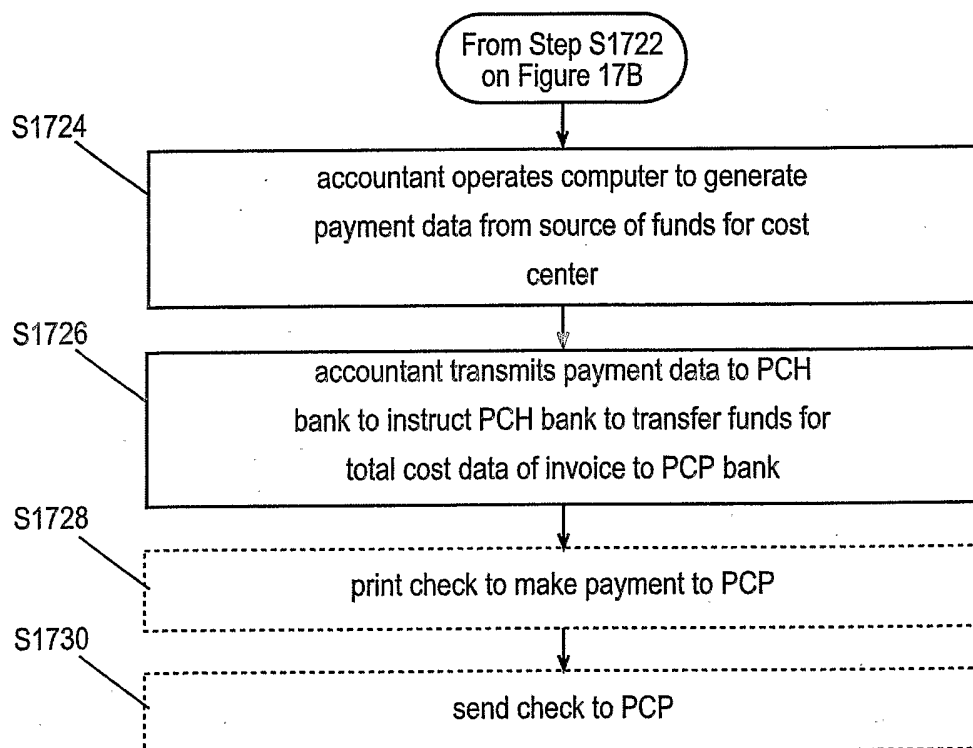 From Step S1722
on Figure 17B
S1724
accountant operates computer to generate
payment data from source of funds for cost
center
S1726
accountant transmits payment data to PCH
bank to instruct PCH bank to transfer funds for
total cost data of invoice to PCP bank
S1728
print check to make payment to PCP
S1730
send check to PCP